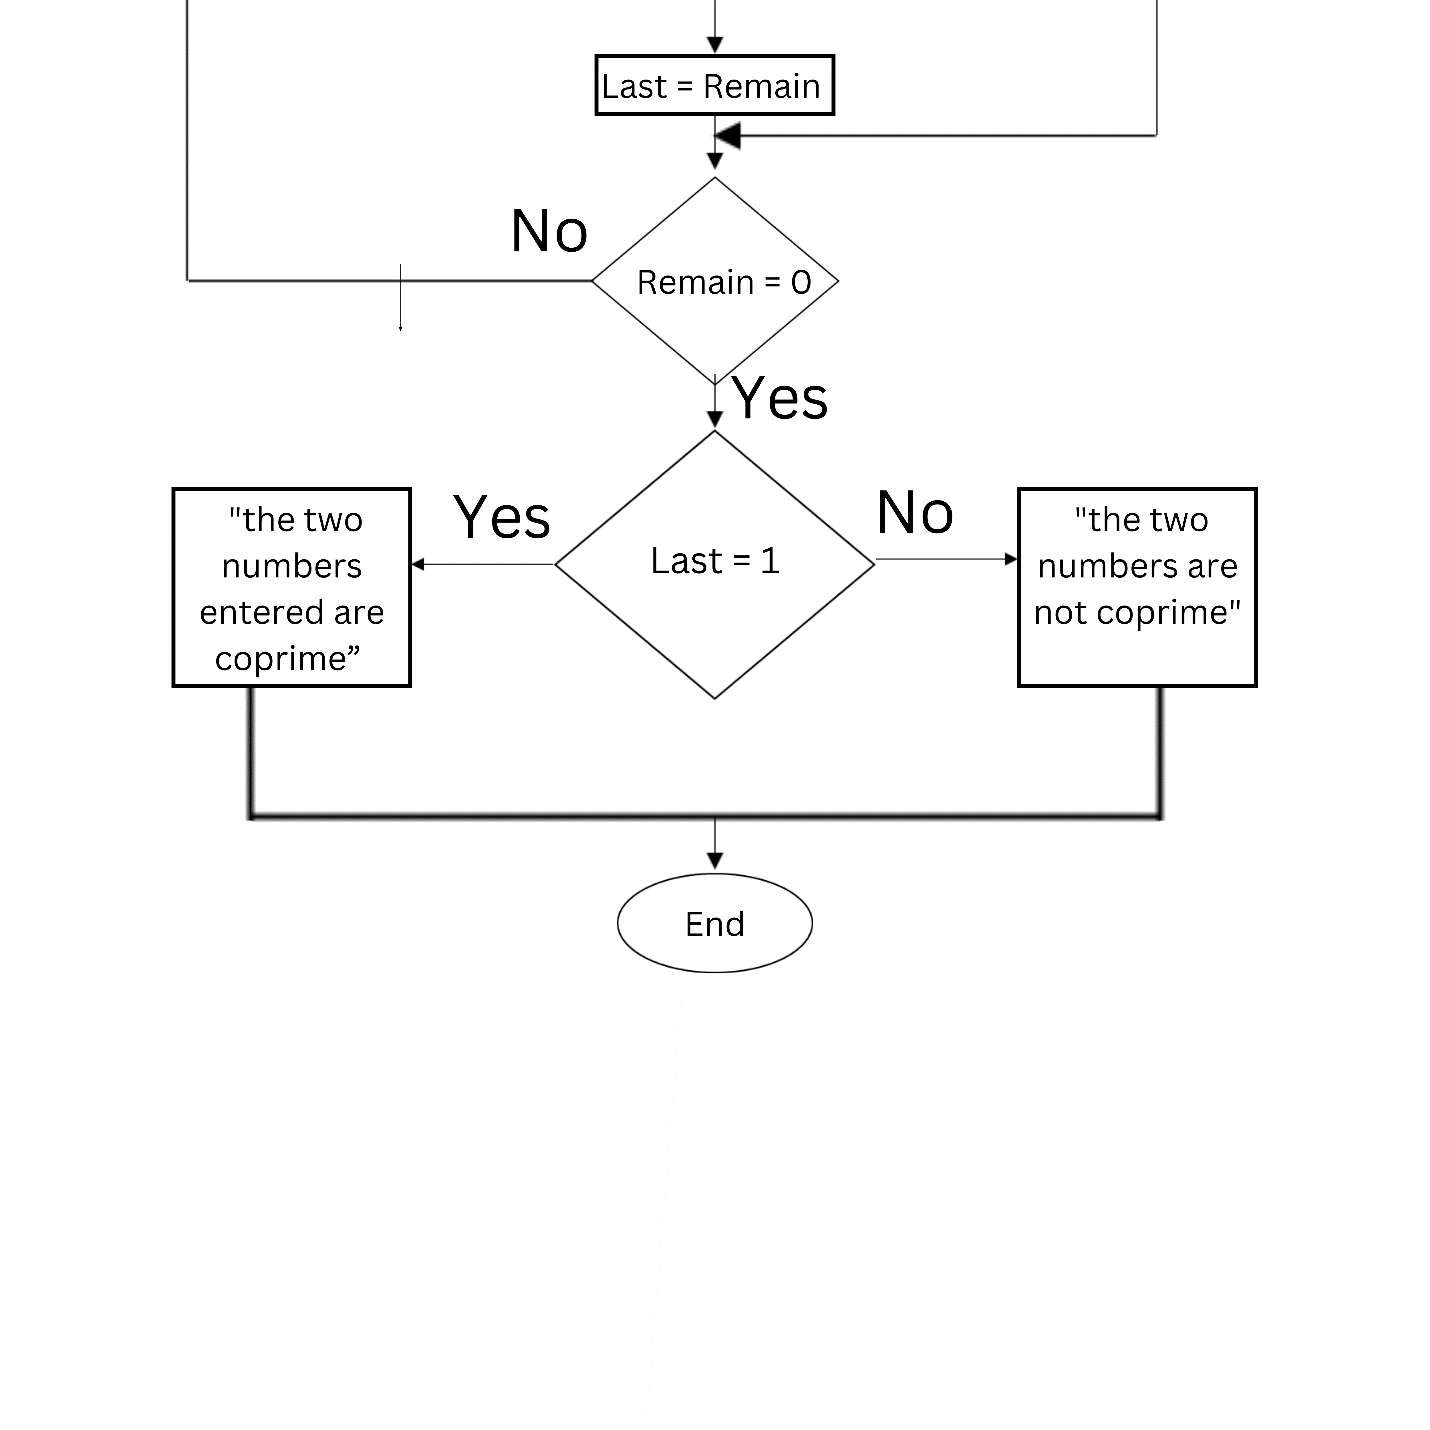 Last = Remain
No
Remain = 0
Yes
"the two
numbers
entered are
coprime”
Yes
Last = 1
No
"the two
numbers are
not coprime"
End